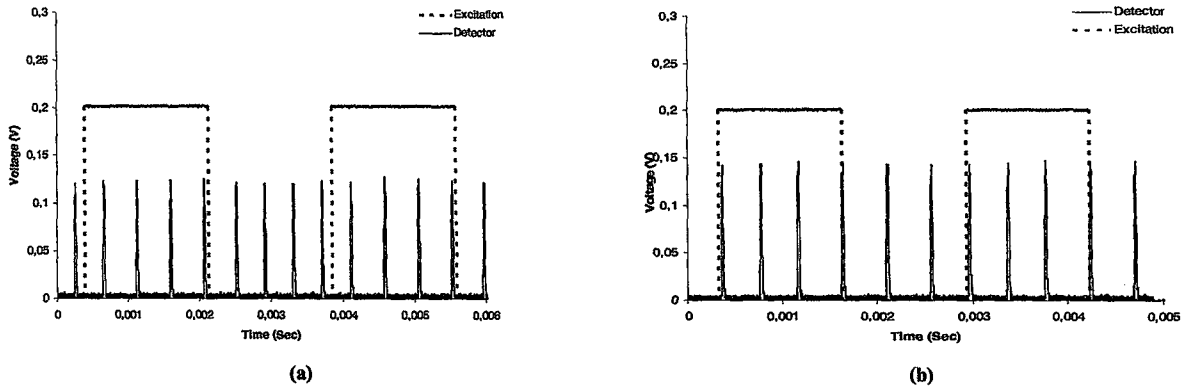 0,3
0,25
0,2
0,15
0,1
0,05
0
Voltage (V)
Excitation
Detector
0 0,001 0,002 0,003 0,004 0,005 0,006
Time (Sec)
(a)
0,3
0,25
0,2
0,15
0,1
0,05
0
Voltage (V)
Detector
Excitation
0 0,001 0,002 0,003 0,004 0,005
Time (Sec)
(b)